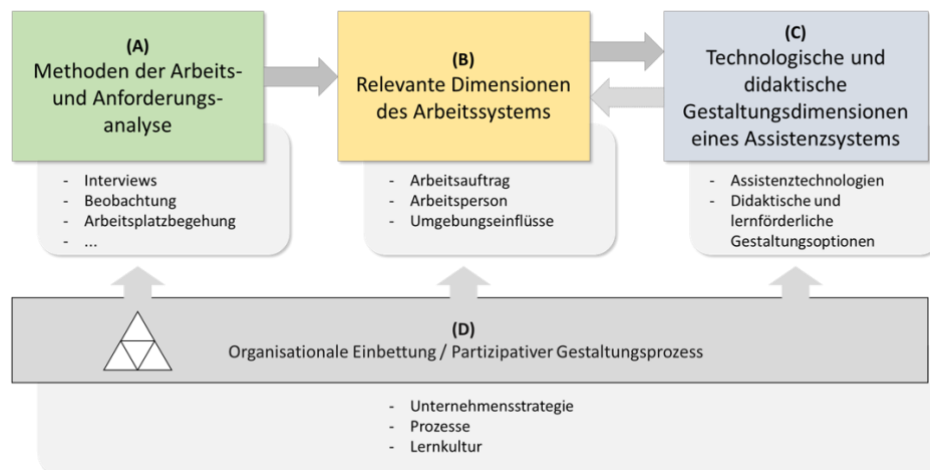 (A)
Methoden der Arbeits-
und Anforderungs-
analyse
- Interviews
- Beobachtung
- Arbeitsplatzbegehung
- ...
(B)
Relevante Dimensionen
des Arbeitssystems
- Arbeitsauftrag
- Arbeitsperson
- Umgebungseinflüsse
(C)
Technologische und
didaktische
Gestaltungsdimensionen
eines Assistenzsystems
- Assistenztechnologien
- Didaktische und
lernförderliche
Gestaltungsoptionen
(D)
Organisationale Einbettung / Partizipativer Gestaltungsprozess
- Unternehmensstrategie
- Prozesse
- Lernkultur